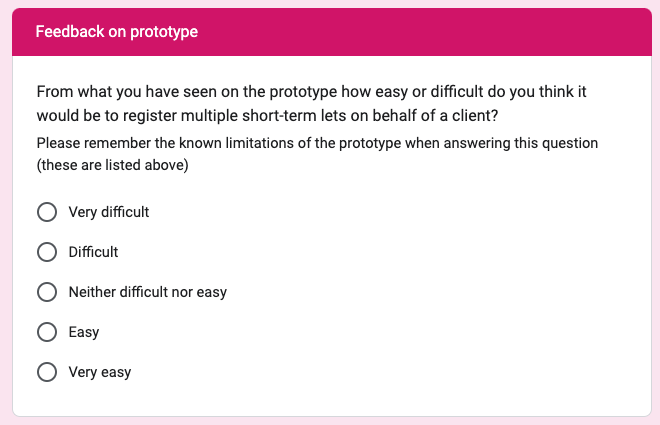 Feedback on prototype
From what you have seen on the prototype how easy or difficult do you think it
would be to register multiple short-term lets on behalf of a client?
Please remember the known limitations of the prototype when answering this question
(these are listed above)
Very difficult
Difficult
Neither difficult nor easy
Easy
Very easy